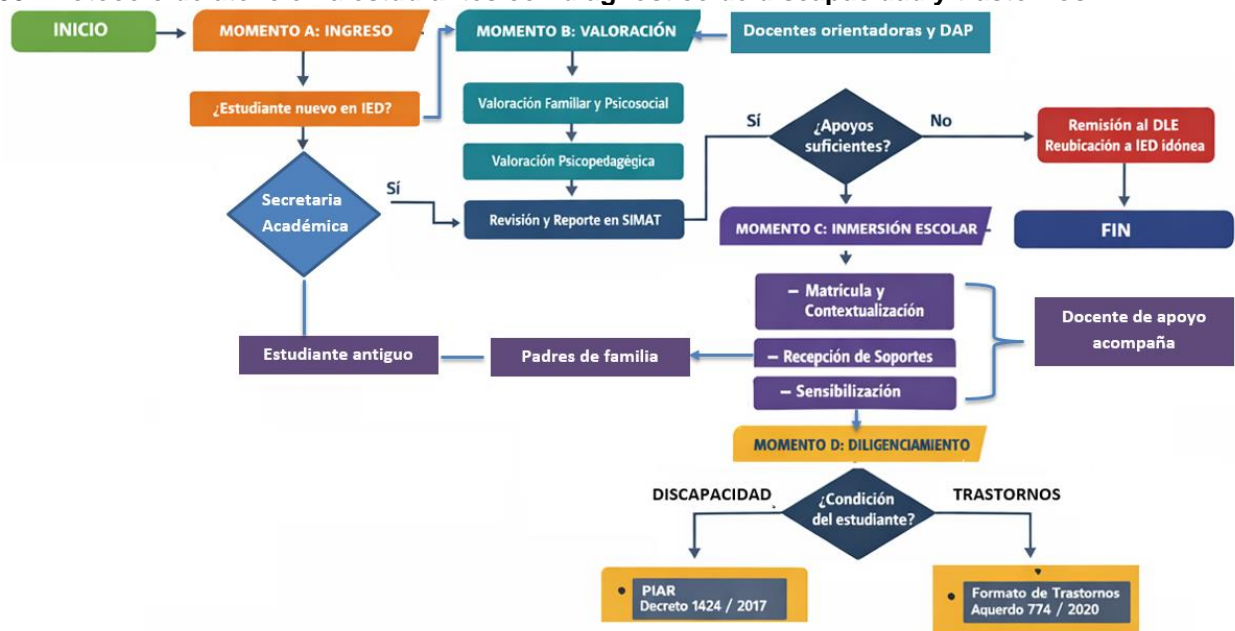 INICIO
MOMENTO A: INGRESO
MOMENTO B: VALORACIÓN
Docentes orientadoras y DAP
¿Estudiante nuevo en IED?
Valoración Familiar y Psicosocial
Valoración Psicopedagégica
Secretaria
Académica
Sí
Revisión y Reporte en SIMAT
Sí
¿Apoyos
suficientes?
No
Remisión al DLE
Reubicación a IED idónea
FIN
MOMENTO C: INMERSIÓN ESCOLAR
– Matrícula y
Contextualización
– Recepción de Soportes
– Sensibilización
Docente de apoyo
acompaña
Padres de familia
Estudiante antiguo
MOMENTO D: DILIGENCIAMIENTO
DISCAPACIDAD
¿Condición
del estudiante?
TRASTORNOS
• PIAR
Decreto 1424 / 2017
• Formato de Trastornos
Aquerdo 774 / 2020